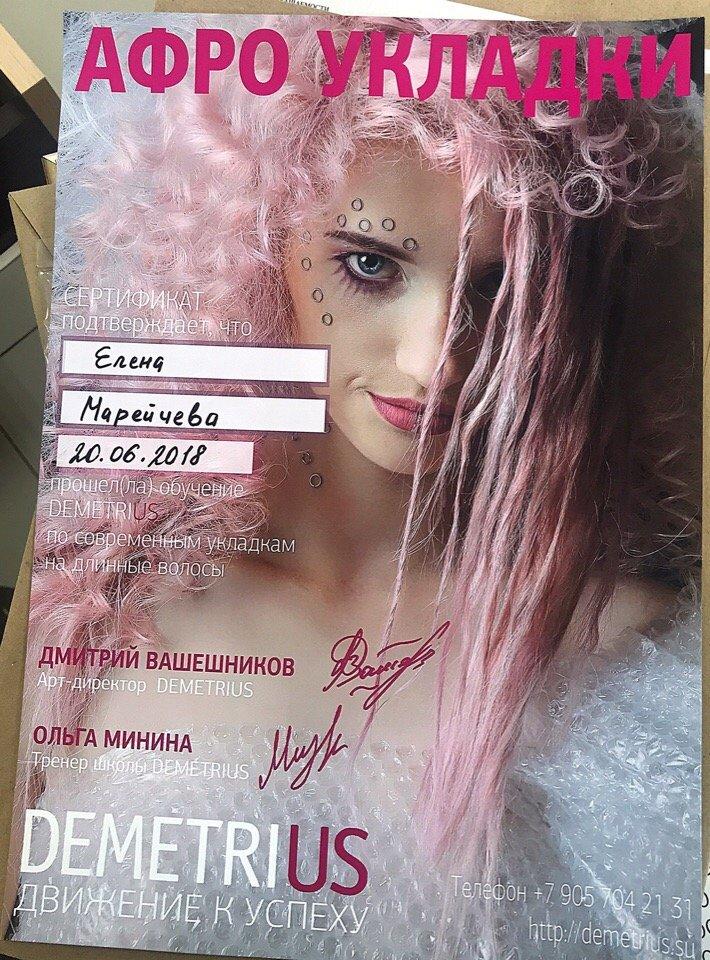 АФРО УКЛАДКИ
СЕРТИФИКАТ
подтверждает, что
Елена
Марейчева
20.06.2018
прошел(ла) обучение
DEMETRIUS
по современным укладкам
на длинные волосы
ДМИТРИЙ ВАШЕШНИКОВ
Арт-директор DEMETRIUS
ОЛЬГА МИНИНА
Тренер школы DEMETRIUS
DEMETRIUS
ДВИЖЕНИЕ К УСПЕХУ
Телефон +7 905 704 21 31
http://demetrius.su